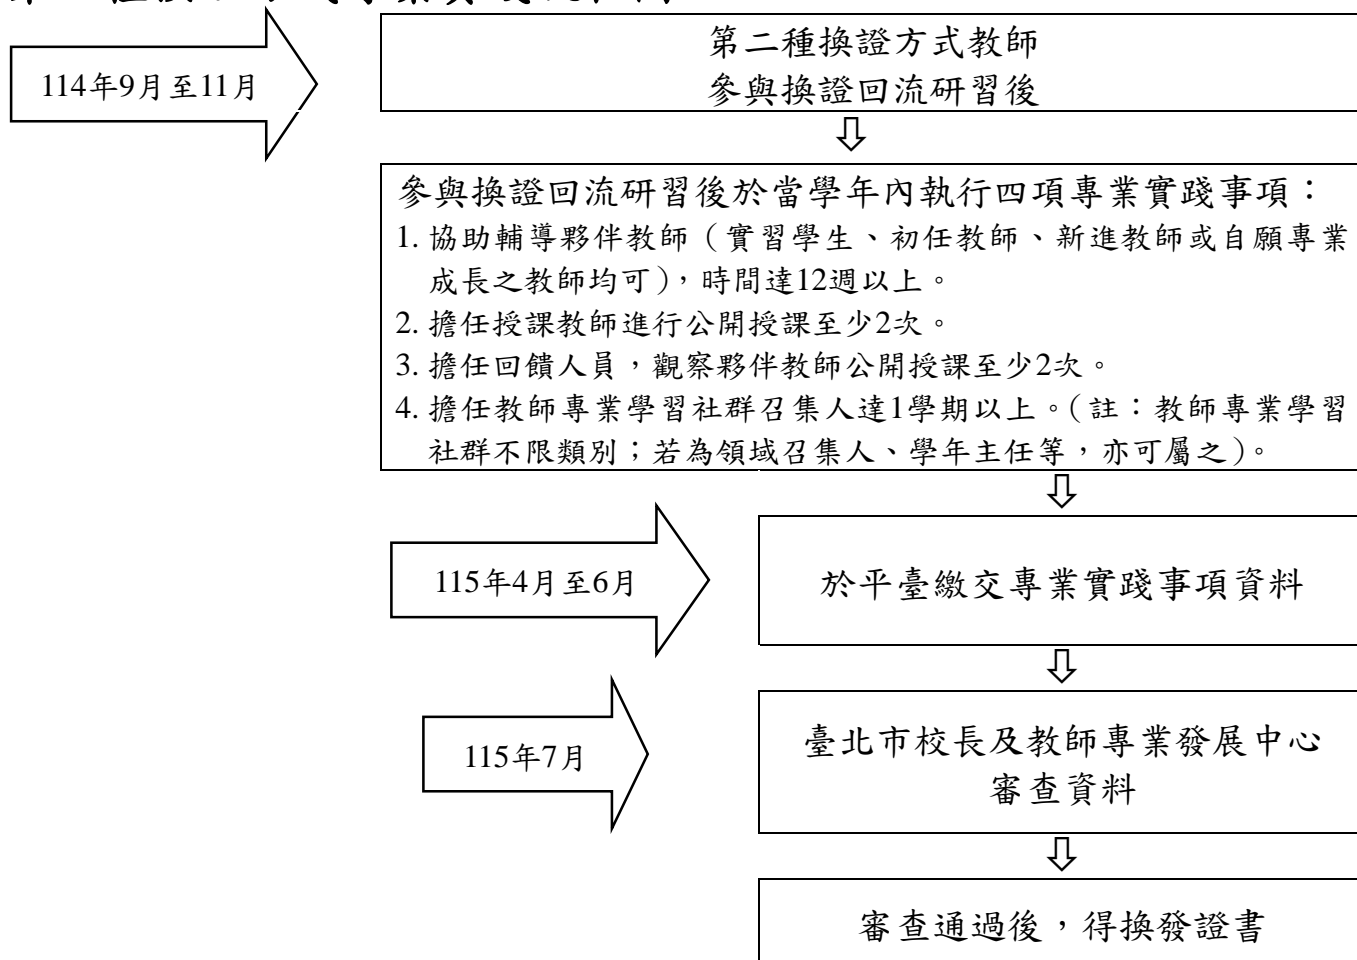 114年9月至11月
第二種換證方式教師
參與換證回流研習後
參與換證回流研習後於當學年內執行四項專業實踐事項：
1. 協助輔導夥伴教師（實習學生、初任教師、新進教師或自願專業
成長之教師均可），時間達12週以上。
2. 擔任授課教師進行公開授課至少2次。
3. 擔任回饋人員，觀察夥伴教師公開授課至少2次。
4. 擔任教師專業學習社群召集人達1學期以上。（註：教師專業學習
社群不限類別；若為領域召集人、學年主任等，亦可屬之）。
115年4月至6月
於平臺繳交專業實踐事項資料
115年7月
臺北市校長及教師專業發展中心
審查資料
審查通過後，得換發證書